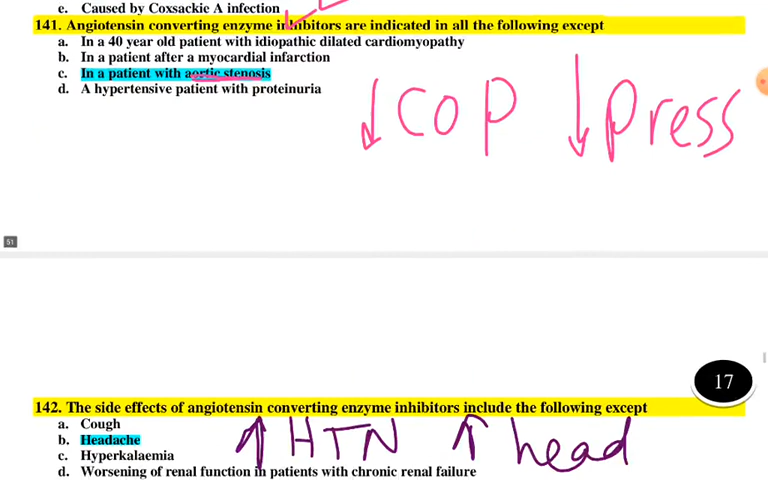 c. Caused by Coxsackie A infection
141. Angiotensin converting enzyme inhibitors are indicated in all the following except
a. In a 40 year old patient with idiopathic dilated cardiomyopathy
b. In a patient after a myocardial infarction
c. In a patient with aortic stenosis
d. A hypertensive patient with proteinuria
↓ COP ↓ Press
51
17
142. The side effects of angiotensin converting enzyme inhibitors include the following except
a. Cough
b. Headache
c. Hyperkalaemia
d. Worsening of renal function in patients with chronic renal failure
↑ HTN ↑ head